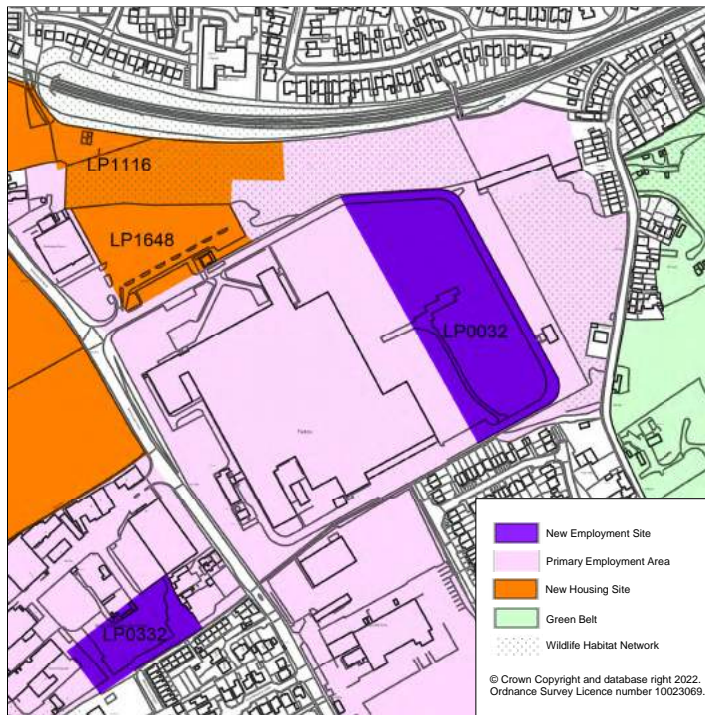 LP1116
LP1648
LP0032
LP0332
New Employment Site
Primary Employment Area
New Housing Site
Green Belt
Wildlife Habitat Network
© Crown Copyright and database right 2022.
Ordnance Survey Licence number 10023069.